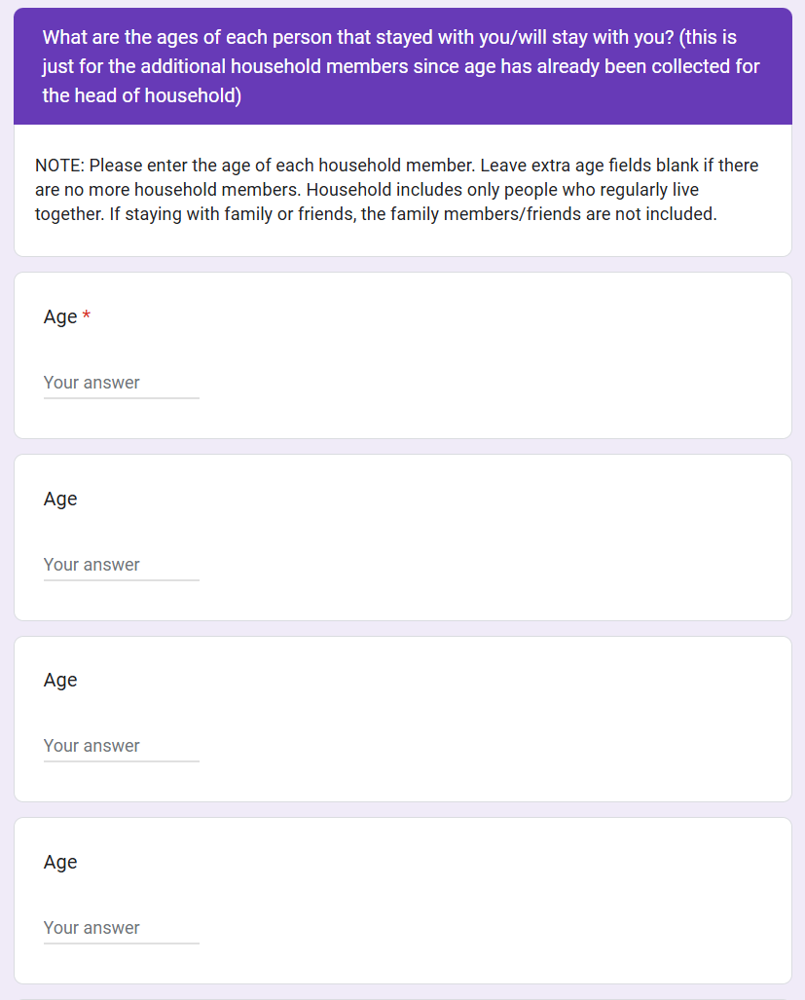 What are the ages of each person that stayed with you/will stay with you? (this is
just for the additional household members since age has already been collected for
the head of household)
NOTE: Please enter the age of each household member. Leave extra age fields blank if there
are no more household members. Household includes only people who regularly live
together. If staying with family or friends, the family members/friends are not included.
Age *
Your answer
Age
Your answer
Age
Your answer
Age
Your answer